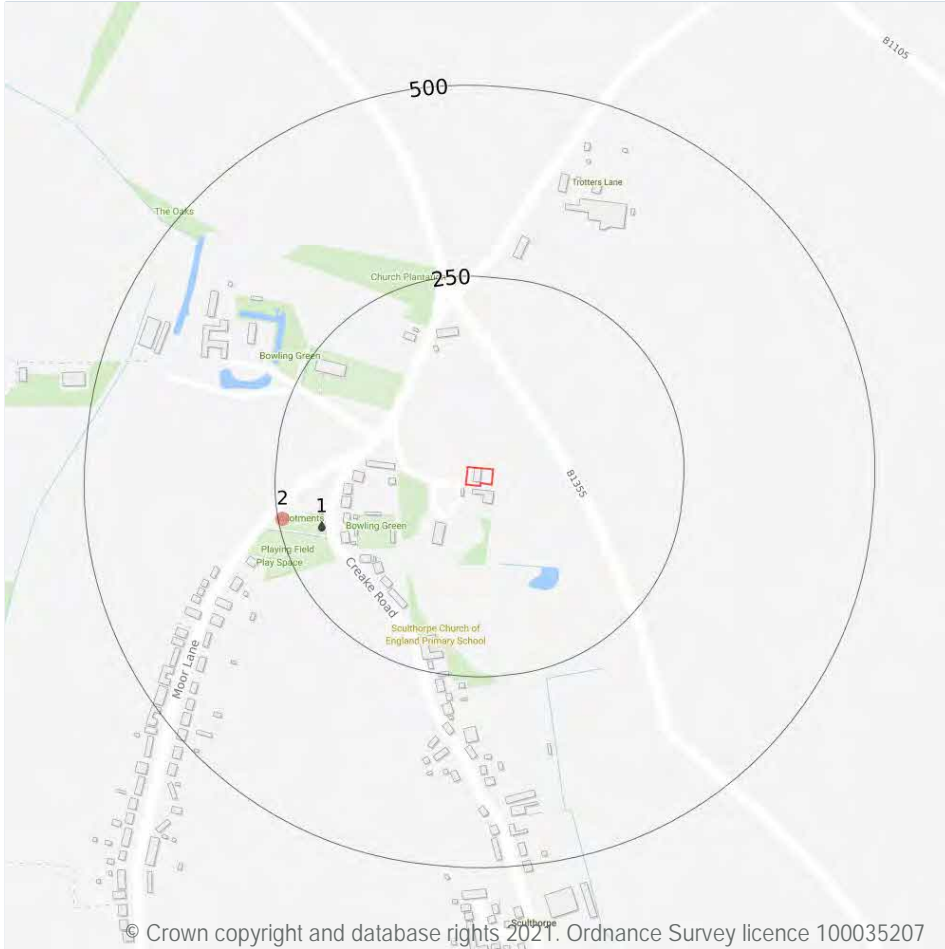 B1105
500
Trotters Lane
The Oaks
Church Planta
250
Bowling Green
B1355
2
1
otments
Bowling Green
Playing Field
Play Space
Creake Road
Sculthorpe Church of
England Primary School
Moor Lane
Sculthorpe
© Crown copyright and database rights 2021. Ordnance Survey licence 100035207